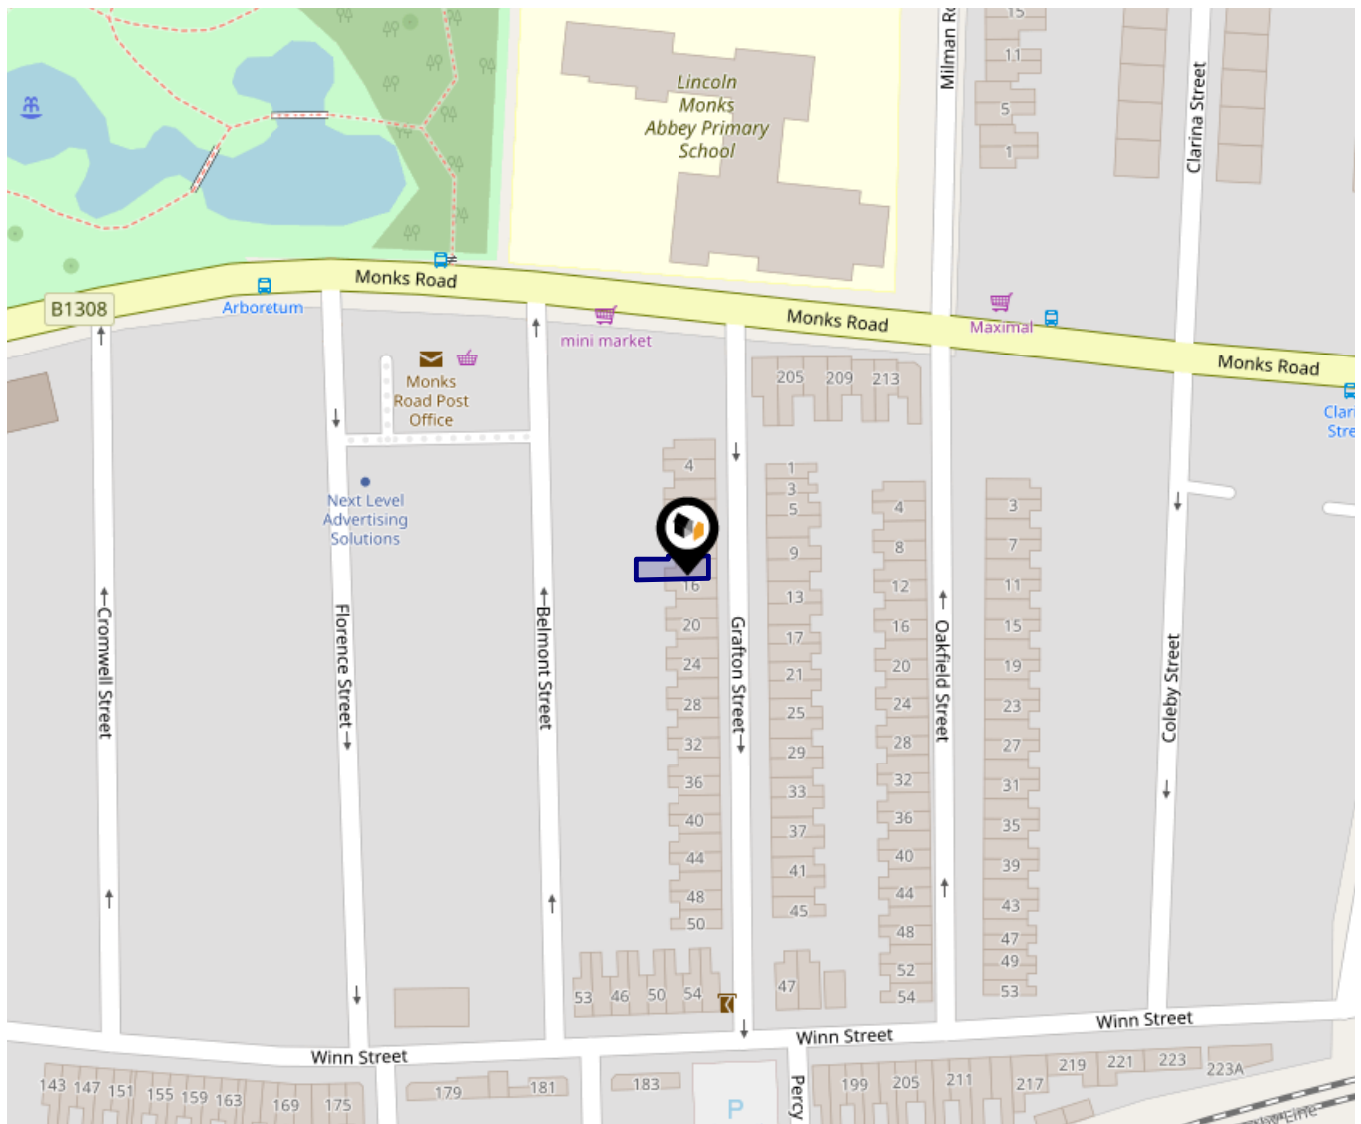 15
11
5
1
Milman Ro
Clarina Street
Lincoln
Monks
Abbey Primary
School
Monks Road
B1308
Arboretum
mini market
Monks Road
Maximal
Monks Road
Clari
Stre
Monks
Road Post
Office
Next Level
Advertising
Solutions
205 209 213
4
16
20
24
28
32
36
40
44
48
50
1
3
5
9
13
17
21
25
29
33
37
41
45
4
8
12
16
20
24
28
32
36
40
44
48
52
54
3
7
11
15
19
23
27
31
35
39
43
47
49
53
Cromwell Street
Florence Street
Belmont Street
Grafton Street
Oakfield Street
Coleby Street
53 46 50 54
47
Winn Street
Winn Street
Winn Street
143 147 151 155 159 163 169 175
179 181
183
P
Percy
199 205 211 217 219 221 223 223A
Line